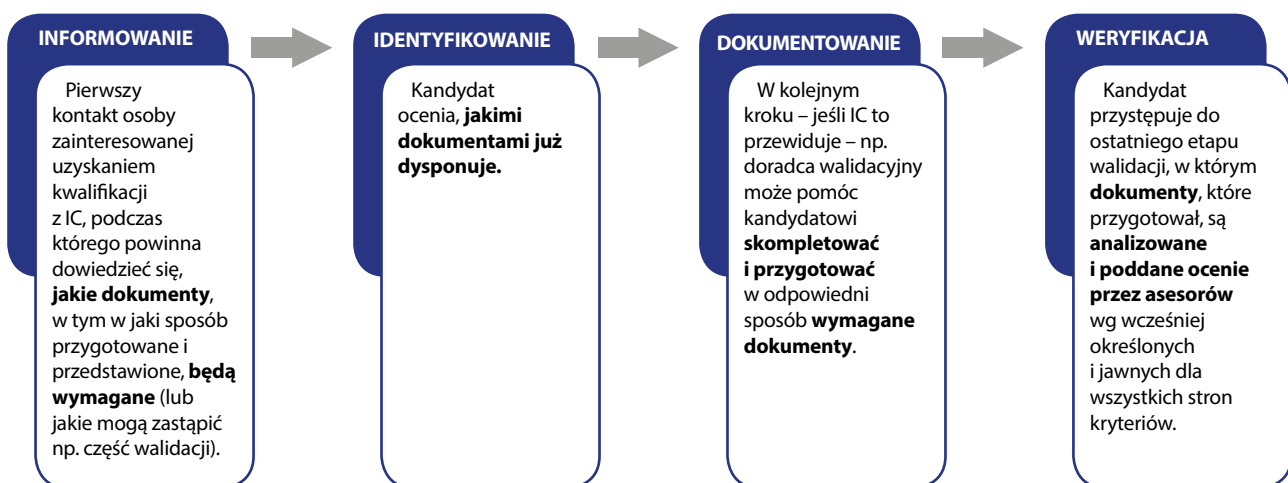 INFORMOWANIE
Pierwszy
kontakt osoby
zainteresowanej
uzyskaniem
kwalifikacji
z IC, podczas
którego powinna
dowiedzieć się,
jakie dokumenty,
w tym w jaki sposób
przygotowane i
przedstawione, będą
wymagane (lub
jakie mogą zastąpić
np. część walidacji).
IDENTYFIKOWANIE
Kandydat
ocenia, jakimi
dokumentami już
dysponuje.
DOKUMENTOWANIE
W kolejnym
kroku – jeśli IC to
przewiduje – np.
doradca walidacyjny
może pomóc
kandydatowi
skompletować
i przygotować
w odpowiedni
sposób wymagane
dokumenty.
WERYFIKACJA
Kandydat
przystępuje do
ostatniego etapu
walidacji, w którym
dokumenty, które
przygotował, są
analizowane
i poddane ocenie
przez asesorów
wg wcześniej
określonych
i jawnych dla
wszystkich stron
kryteriów.